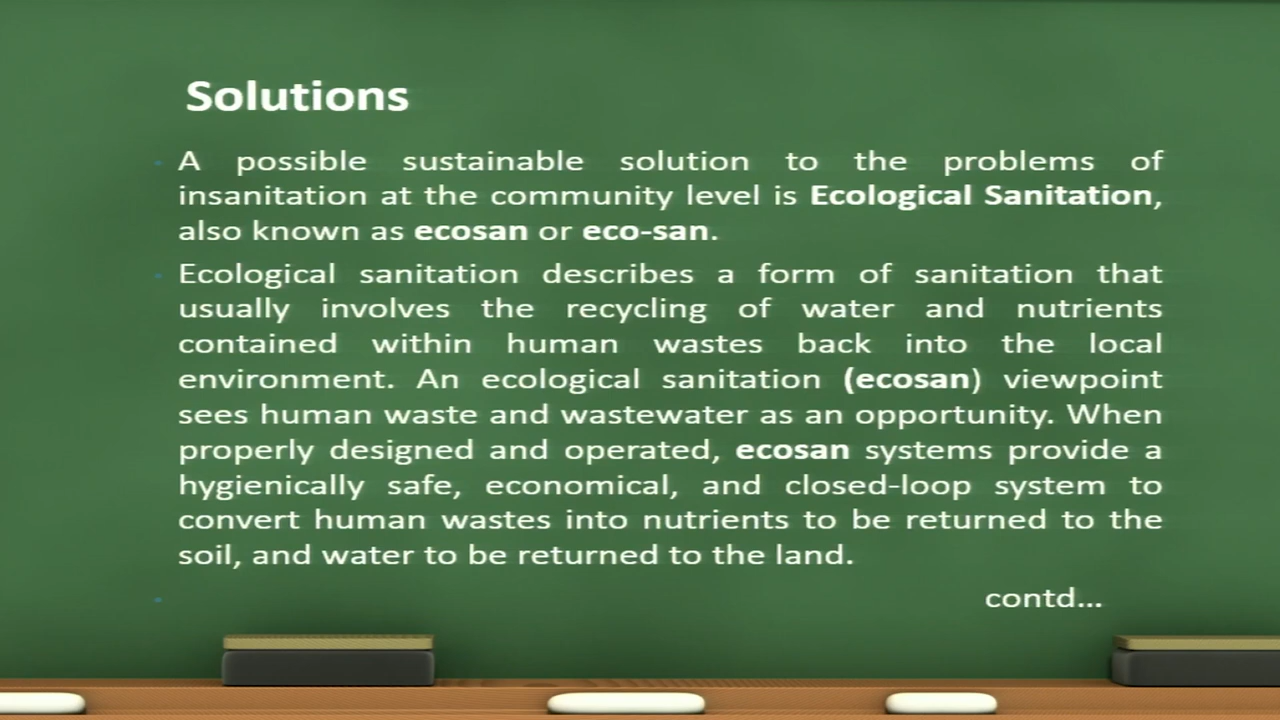 Solutions
A possible sustainable solution to the problems of
insanitation at the community level is Ecological Sanitation,
also known as ecosan or eco-san.
Ecological sanitation describes a form of sanitation that
usually involves the recycling of water and nutrients
contained within human wastes back into the local
environment. An ecological sanitation (ecosan) viewpoint
sees human waste and wastewater as an opportunity. When
properly designed and operated, ecosan systems provide a
hygienically safe, economical, and closed-loop system to
convert human wastes into nutrients to be returned to the
soil, and water to be returned to the land.
contd...